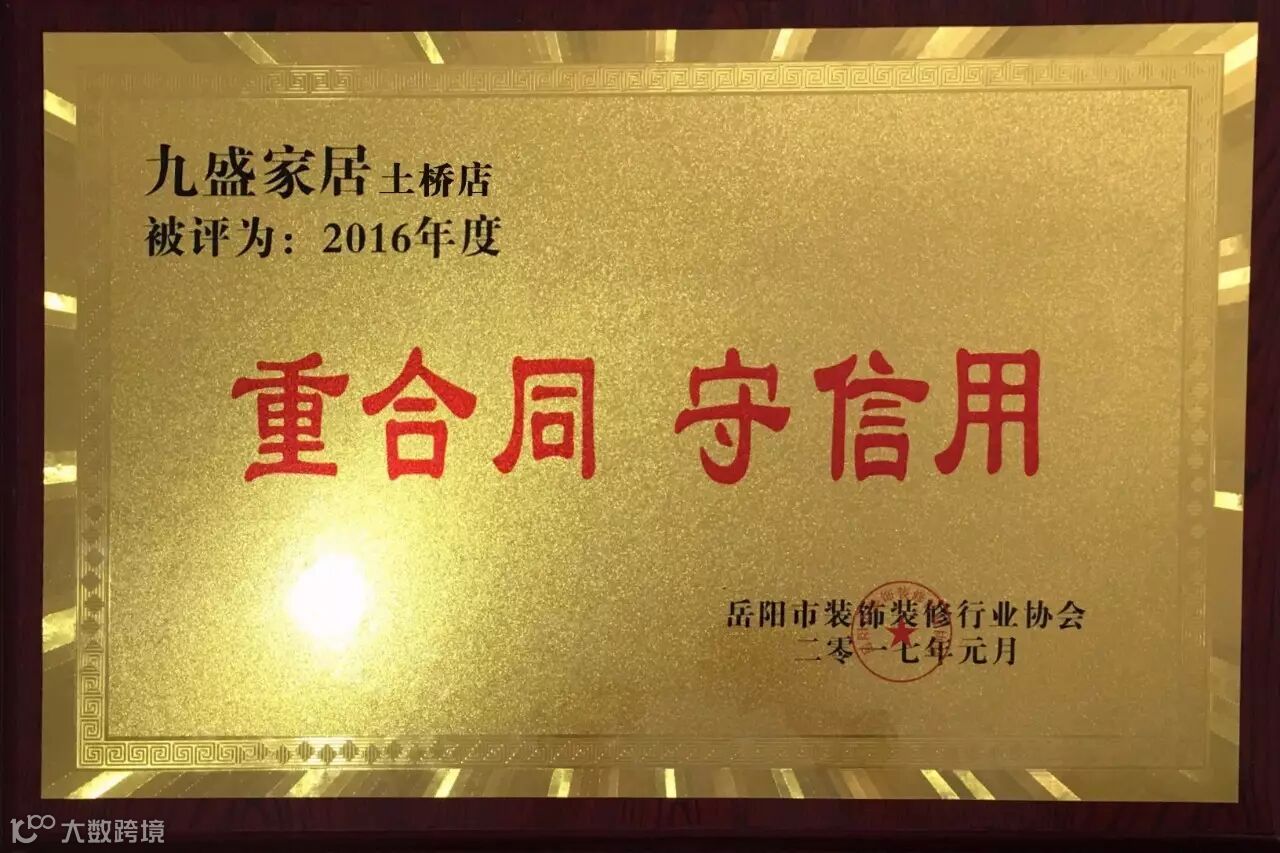 九盛家居 土桥店
被评为：2016年度
重合同 守信用
岳阳市装饰装修行业协会
二零一七年元月
大数跨境